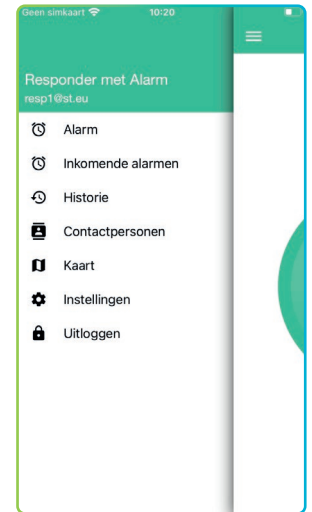 Geen simkaart 10:20
Responder met Alarm
resp1@st.eu
Alarm
Inkomende alarmen
Historie
Contactpersonen
Kaart
Instellingen
Uitloggen